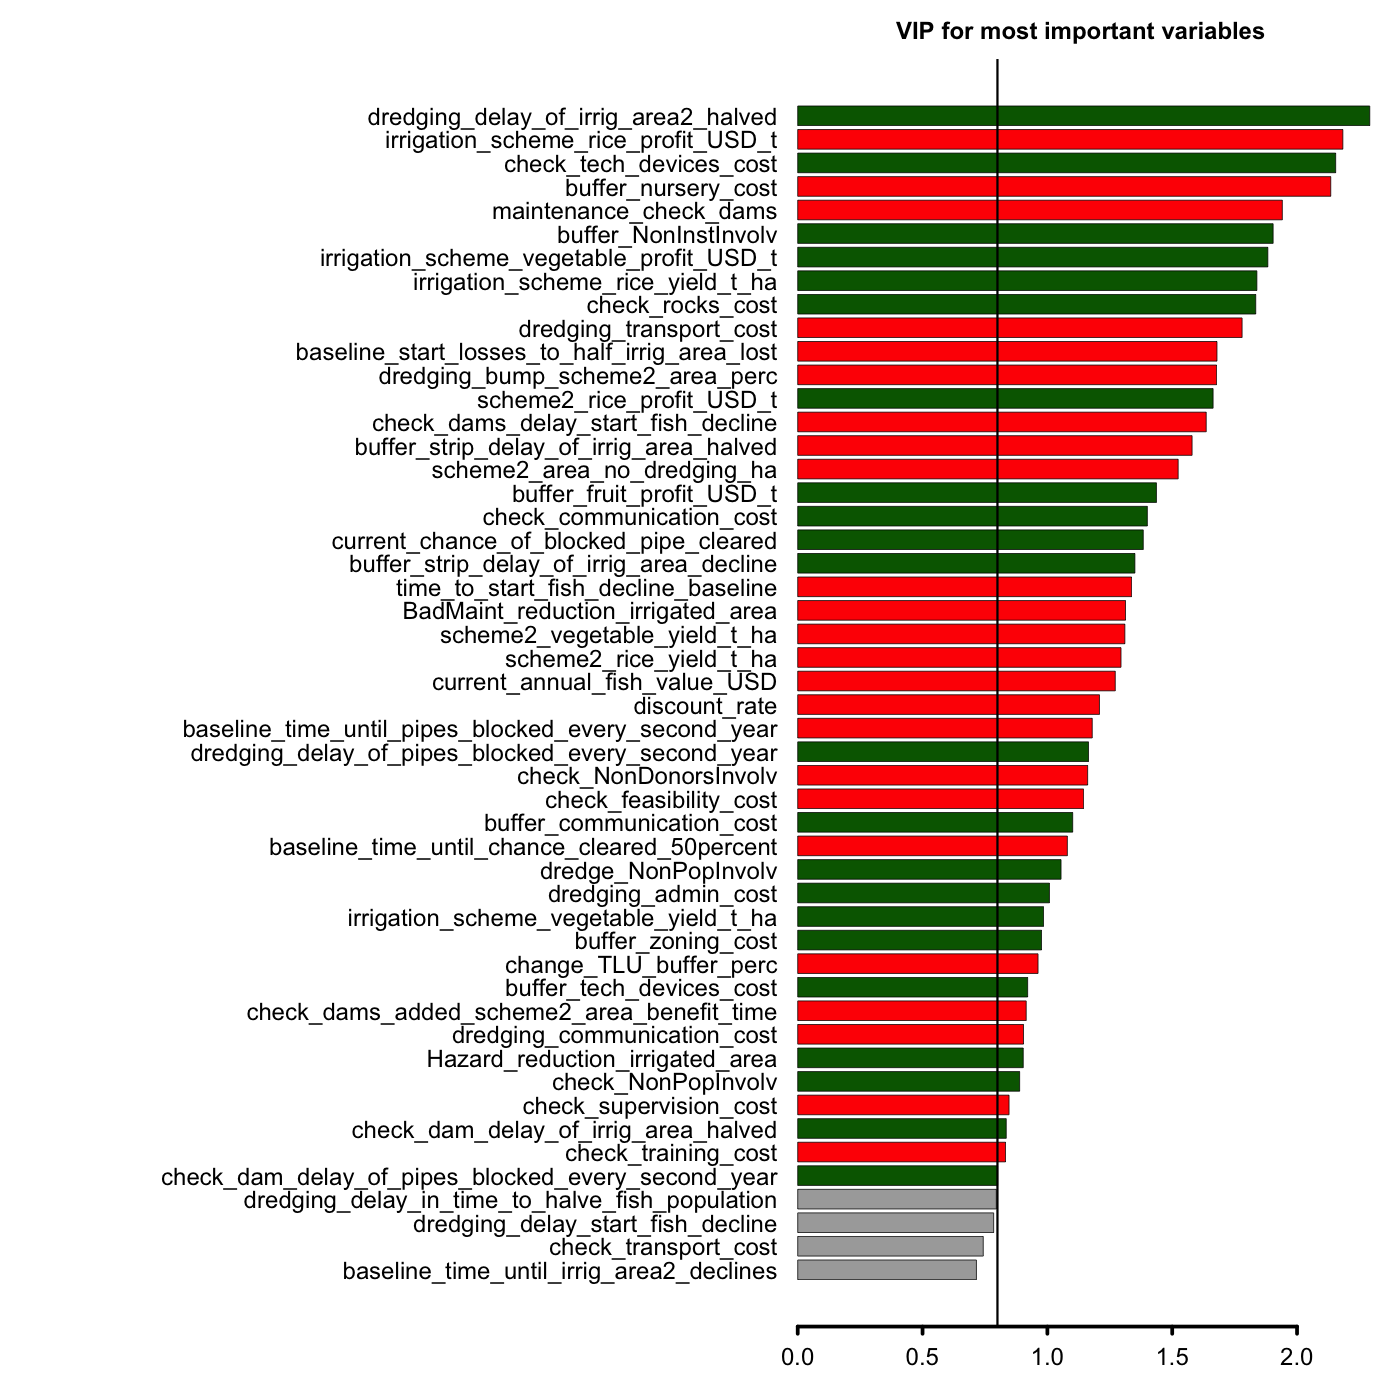 VIP for most important variables
dredging_delay_of_irrig_area2_halved
irrigation_scheme_rice_profit_USD_t
check_tech_devices_cost
buffer_nursery_cost
maintenance_check_dams
buffer_NonInstInvolv
irrigation_scheme_vegetable_profit_USD_t
irrigation_scheme_rice_yield_t_ha
check_rocks_cost
dredging_transport_cost
baseline_start_losses_to_half_irrig_area_lost
dredging_bump_scheme2_area_perc
scheme2_rice_profit_USD_t
check_dams_delay_start_fish_decline
buffer_strip_delay_of_irrig_area_halved
scheme2_area_no_dredging_ha
buffer_fruit_profit_USD_t
check_communication_cost
current_chance_of_blocked_pipe_cleared
buffer_strip_delay_of_irrig_area_decline
time_to_start_fish_decline_baseline
BadMaint_reduction_irrigated_area
scheme2_vegetable_yield_t_ha
scheme2_rice_yield_t_ha
current_annual_fish_value_USD
discount_rate
baseline_time_until_pipes_blocked_every_second_year
dredging_delay_of_pipes_blocked_every_second_year
check_NonDonorsInvolv
check_feasibility_cost
buffer_communication_cost
baseline_time_until_chance_cleared_50percent
dredge_NonPopInvolv
dredging_admin_cost
irrigation_scheme_vegetable_yield_t_ha
buffer_zoning_cost
change_TLU_buffer_perc
buffer_tech_devices_cost
check_dams_added_scheme2_area_benefit_time
dredging_communication_cost
Hazard_reduction_irrigated_area
check_NonPopInvolv
check_supervision_cost
check_dam_delay_of_irrig_area_halved
check_training_cost
check_dam_delay_of_pipes_blocked_every_second_year
dredging_delay_in_time_to_halve_fish_population
dredging_delay_start_fish_decline
check_transport_cost
baseline_time_until_irrig_area2_declines
0.0 0.5 1.0 1.5 2.0